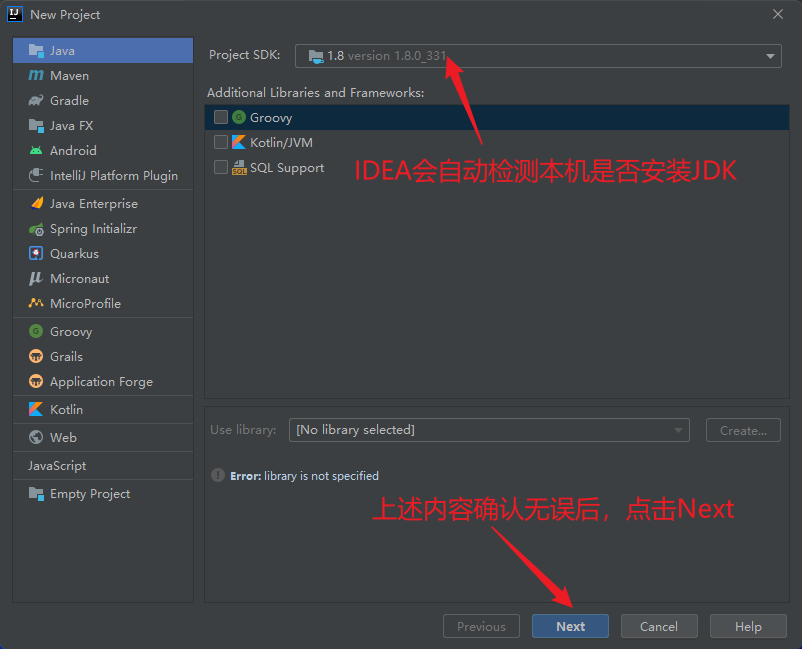 New Project
Java
Maven
Gradle
Java FX
Android
IntelliJ Platform Plugin
Java Enterprise
Spring Initializr
Quarkus
Micronaut
MicroProfile
Groovy
Grails
Application Forge
Kotlin
Web
JavaScript
Empty Project
Project SDK: 1.8 version 1.8.0_331
Additional Libraries and Frameworks:
Groovy
Kotlin/JVM
SQL Support
IDEA会自动检测本机是否安装JDK
Use library: [No library selected] Create...
Error: library is not specified
上述内容确认无误后，点击Next
Previous Next Cancel Help